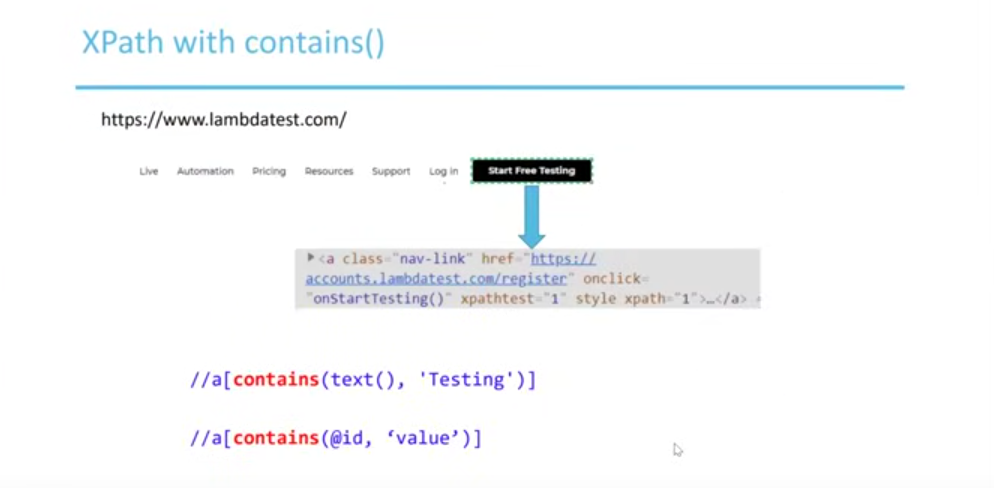 XPath with contains()
https://www.lambdatest.com/
Live Automation Pricing Resources Support Log in Start Free Testing
<a class="nav-link" href="https://
accounts.lambdatest.com/register" onclick=
"onStartTesting()" xpathtest="1" style xpath="1">…</a>
//a[contains(text(), 'Testing')]
//a[contains(@id, ‘value’)]